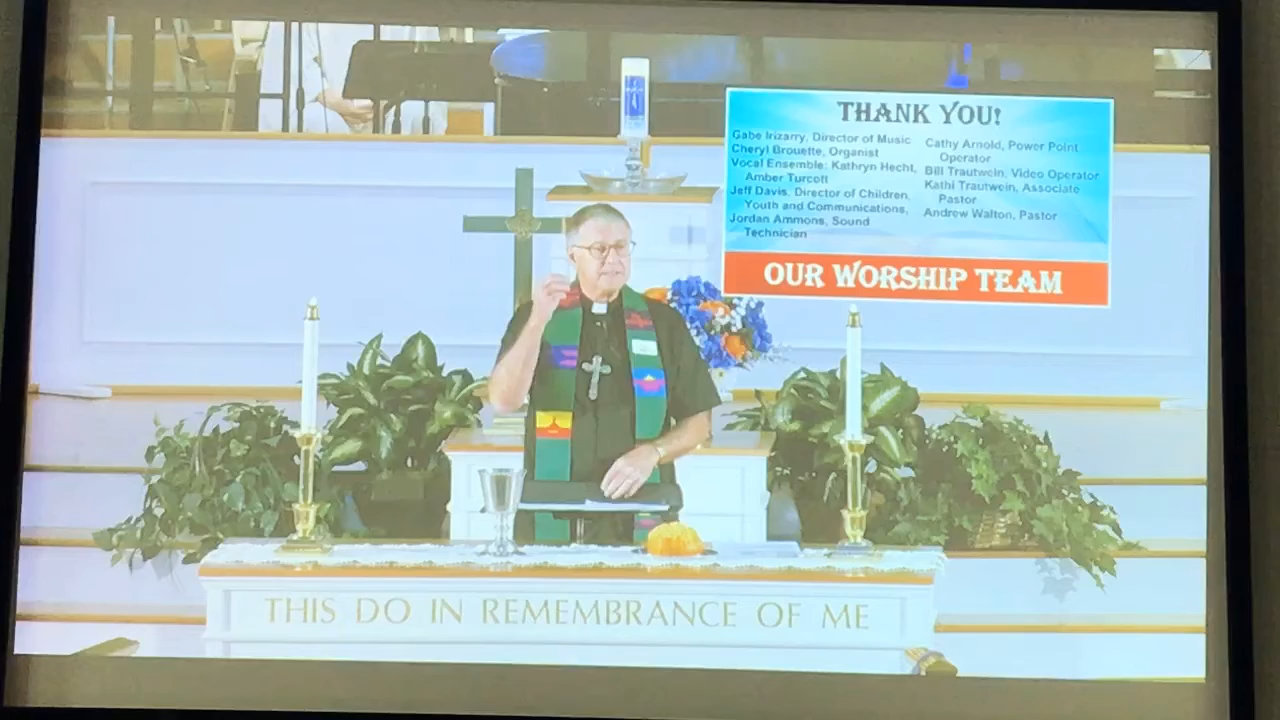 THANK YOU!
Gabe Irizarry, Director of Music
Cheryl Brouette, Organist
Vocal Ensemble: Kathryn Hecht,
Amber Turcott
Jeff Davis, Director of Children,
Youth and Communications,
Jordan Ammons, Sound
Technician
Cathy Arnold, Power Point
Operator
Bill Trautwein, Video Operator
Kathi Trautwein, Associate
Pastor
Andrew Walton, Pastor
OUR WORSHIP TEAM
THIS DO IN REMEMBRANCE OF ME